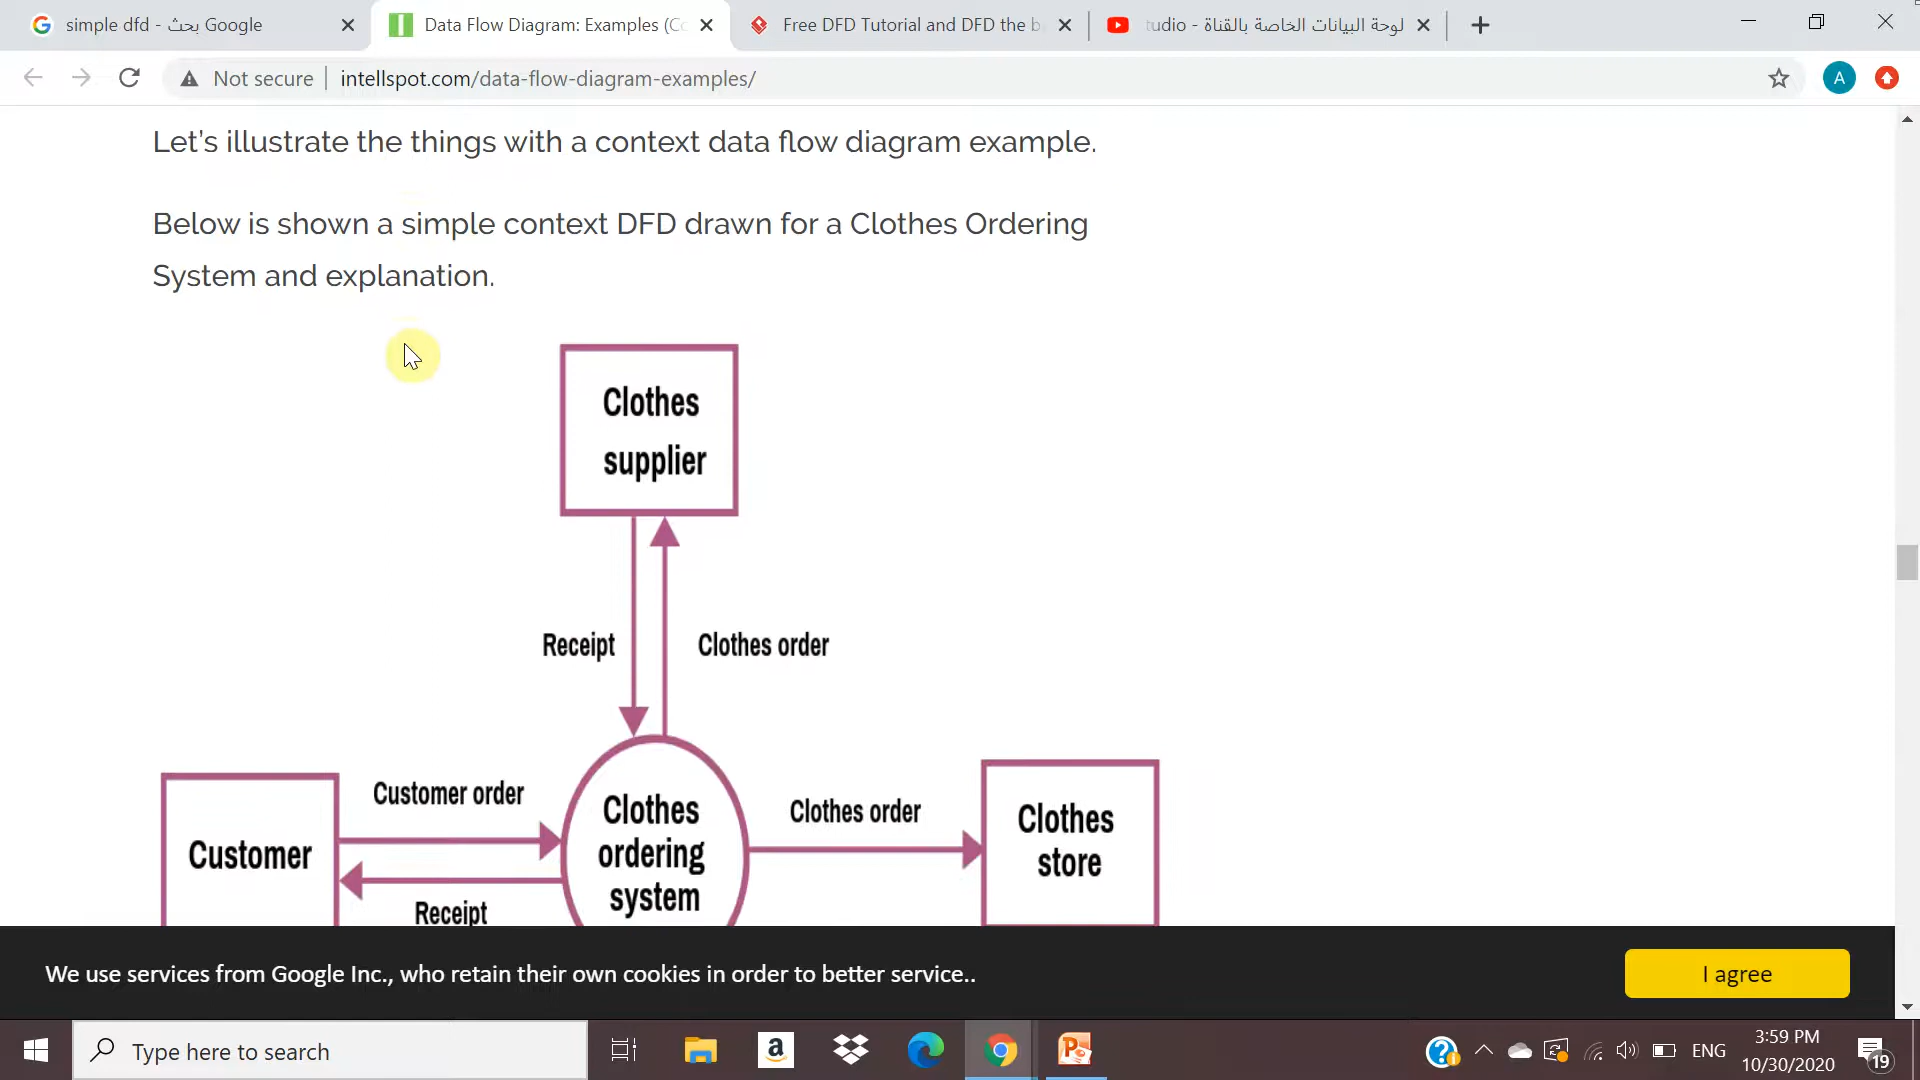 simple dfd - بحث Google
Data Flow Diagram: Examples (Co
Free DFD Tutorial and DFD the b
لوحة البيانات الخاصة بالقناة - tudio
Not secure
intellspot.com/data-flow-diagram-examples/
A
Let's illustrate the things with a context data flow diagram example.
Below is shown a simple context DFD drawn for a Clothes Ordering
System and explanation.
Clothes
supplier
Receipt
Clothes order
Customer order
Customer
Receipt
Clothes
ordering
system
Clothes order
Clothes
store
We use services from Google Inc., who retain their own cookies in order to better service..
I agree
Type here to search
ENG
3:59 PM
10/30/2020
19